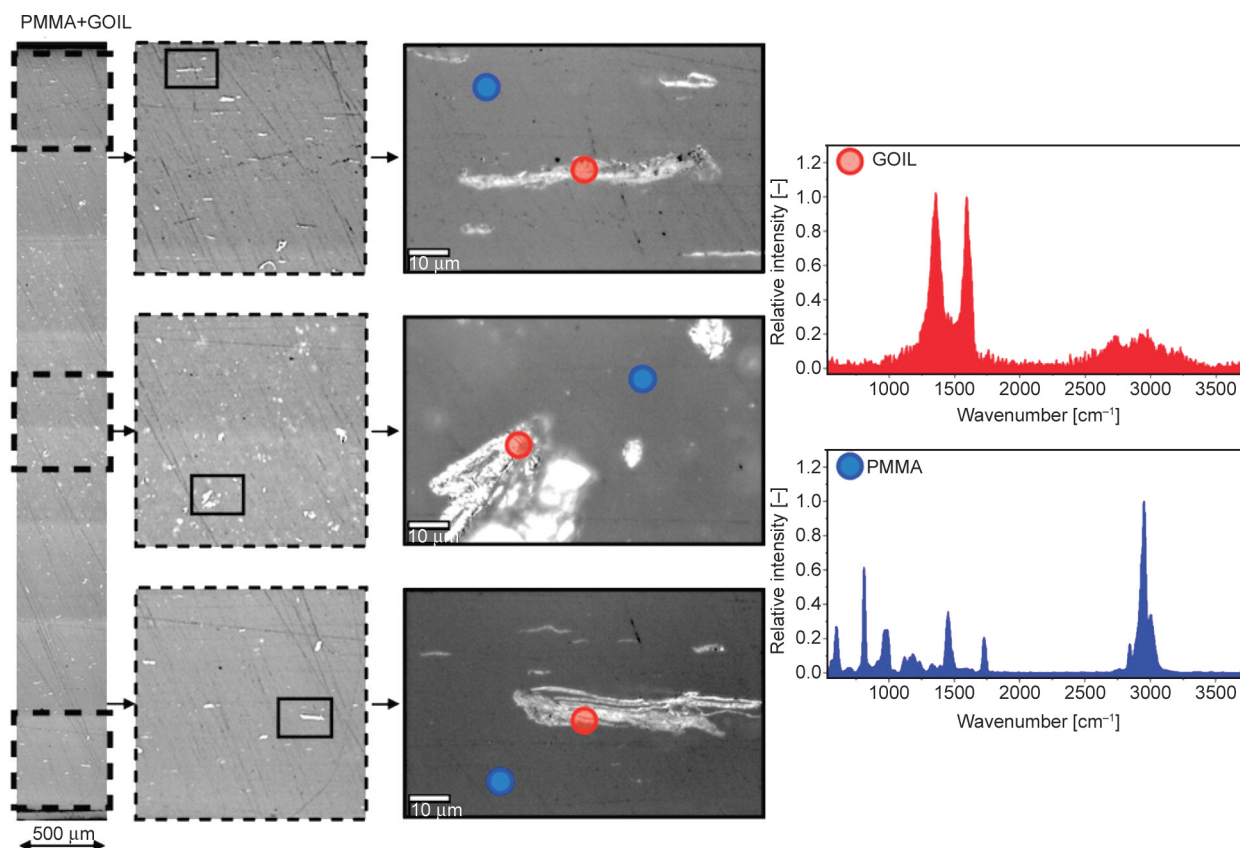 PMMA+GOIL
10 μm
10 μm
10 μm
500 μm
GOIL
Relative intensity [–]
1.2
1.0
0.8
0.6
0.4
0.2
0.0
1000 1500 2000 2500 3000 3500
Wavenumber [cm⁻¹]
PMMA
Relative intensity [–]
1.2
1.0
0.8
0.6
0.4
0.2
0.0
1000 1500 2000 2500 3000 3500
Wavenumber [cm⁻¹]